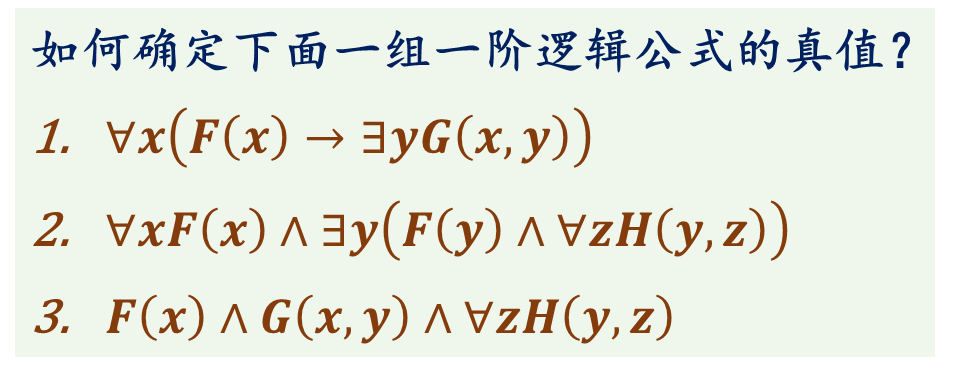 如何确定下面一组一阶逻辑公式的真值？
1. ∀x(F(x) → ∃yG(x, y))
2. ∀xF(x) ∧ ∃y(F(y) ∧ ∀zH(y, z))
3. F(x) ∧ G(x, y) ∧ ∀zH(y, z)